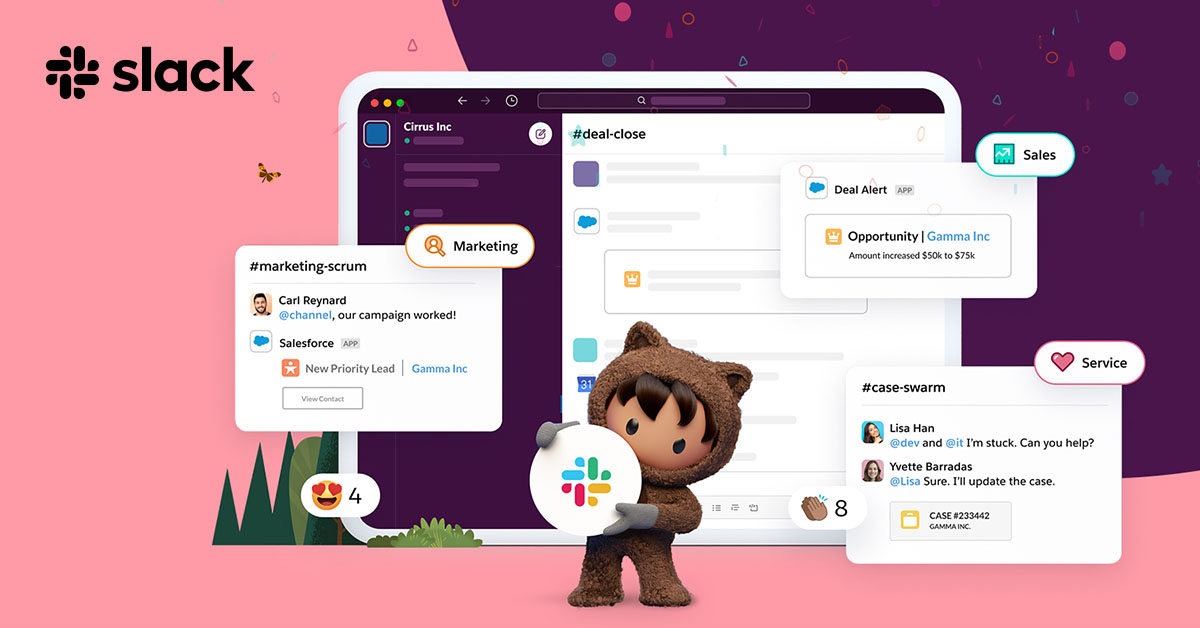 slack
Cirrus Inc
#deal-close
Sales
Deal Alert APP
Opportunity | Gamma Inc
Amount increased $50k to $75k
Marketing
#marketing-scrum
Carl Reynard
@channel, our campaign worked!
Salesforce APP
New Priority Lead | Gamma Inc
View Contact
31
Service
#case-swarm
Lisa Han
@dev and @it I'm stuck. Can you help?
Yvette Barradas
@Lisa Sure. I'll update the case.
CASE #233442
GAMMA INC.
4
8